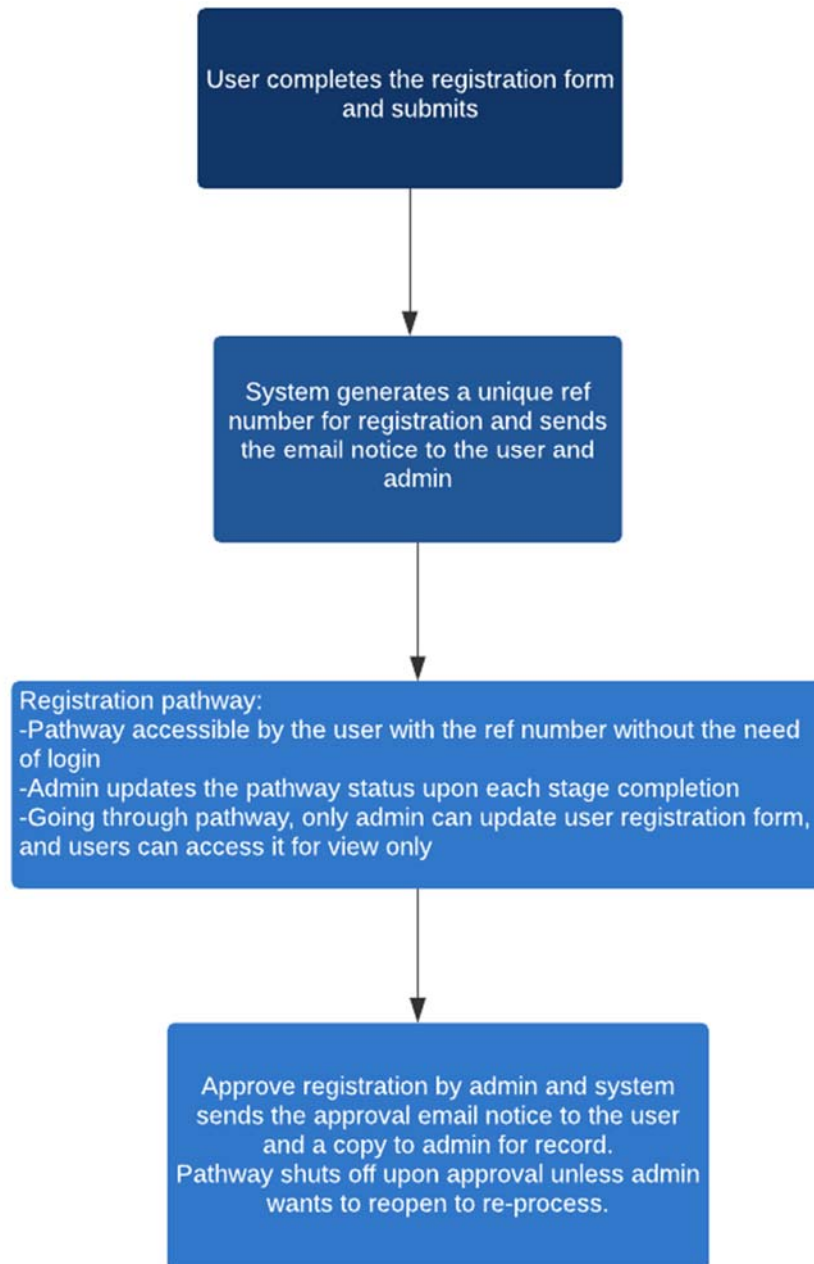 User completes the registration form
and submits
System generates a unique ref
number for registration and sends
the email notice to the user and
admin
Registration pathway:
-Pathway accessible by the user with the ref number without the need
of login
-Admin updates the pathway status upon each stage completion
-Going through pathway, only admin can update user registration form,
and users can access it for view only
Approve registration by admin and system
sends the approval email notice to the user
and a copy to admin for record.
Pathway shuts off upon approval unless admin
wants to reopen to re-process.